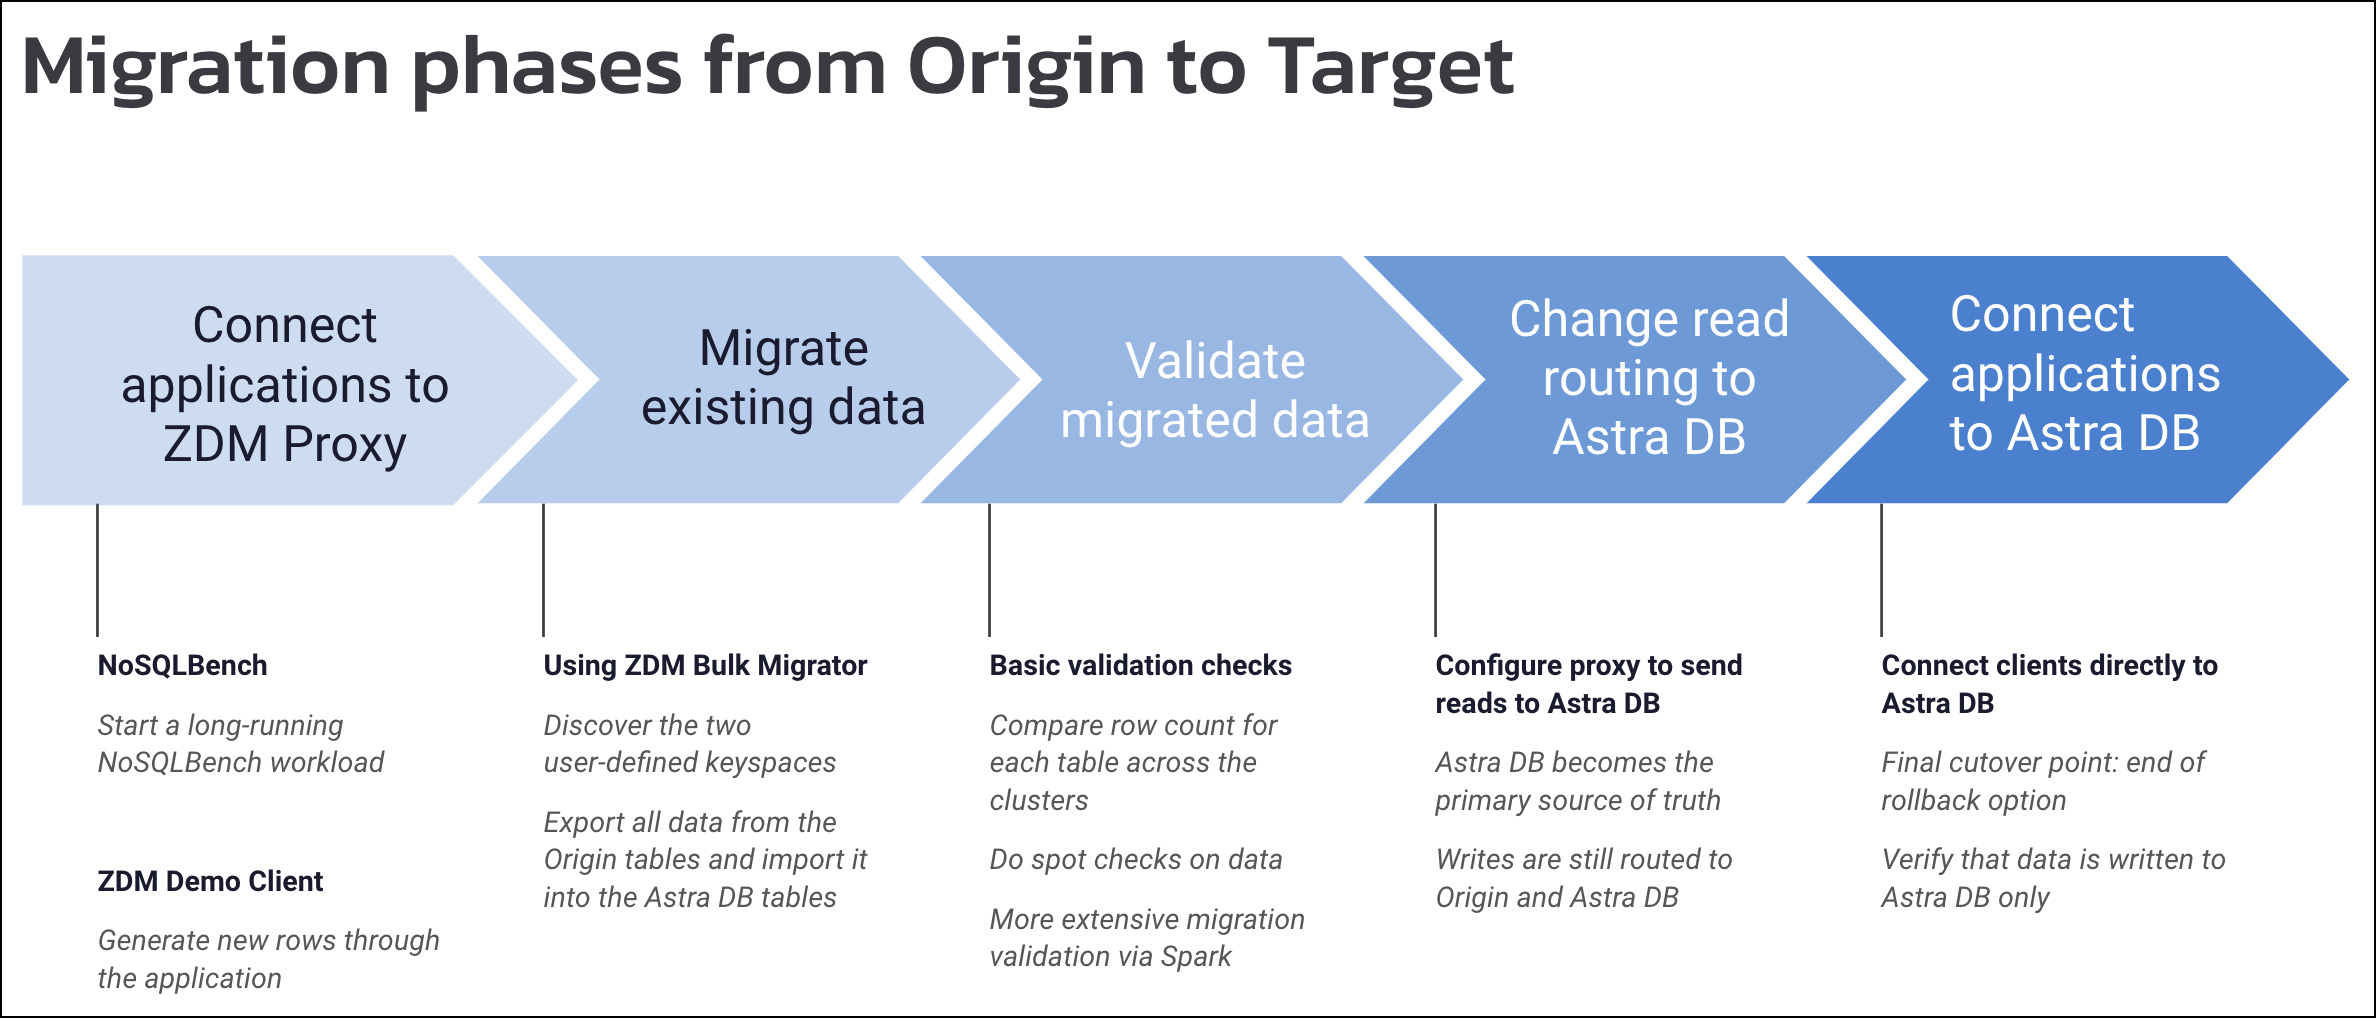 Migration phases from Origin to Target
Connect
applications to
ZDM Proxy
Migrate
existing data
Validate
migrated data
Change read
routing to
Astra DB
Connect
applications
to Astra DB
NoSQLBench
Start a long-running
NoSQLBench workload
ZDM Demo Client
Generate new rows through
the application
Using ZDM Bulk Migrator
Discover the two
user-defined keyspaces
Export all data from the
Origin tables and import it
into the Astra DB tables
Basic validation checks
Compare row count for
each table across the
clusters
Do spot checks on data
More extensive migration
validation via Spark
Configure proxy to send
reads to Astra DB
Astra DB becomes the
primary source of truth
Writes are still routed to
Origin and Astra DB
Connect clients directly to
Astra DB
Final cutover point: end of
rollback option
Verify that data is written to
Astra DB only